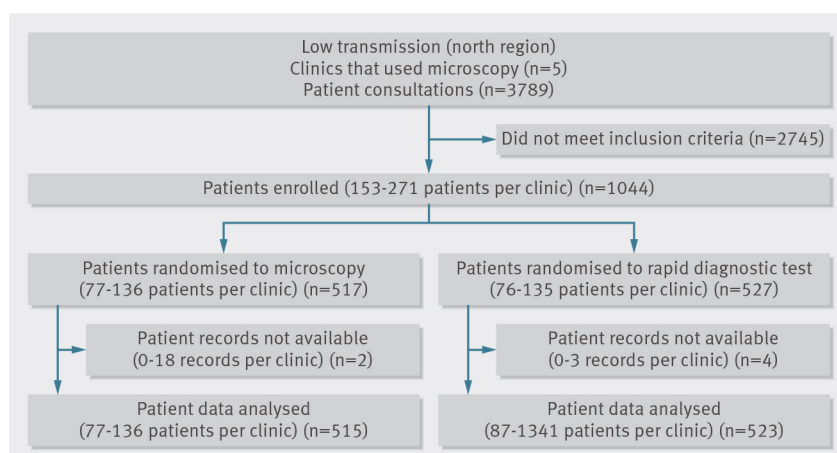 Low transmission (north region)
Clinics that used microscopy (n=5)
Patient consultations (n=3789)
Did not meet inclusion criteria (n=2745)
Patients enrolled (153-271 patients per clinic) (n=1044)
Patients randomised to microscopy
(77-136 patients per clinic) (n=517)
Patients randomised to rapid diagnostic test
(76-135 patients per clinic) (n=527)
Patient records not available
(0-18 records per clinic) (n=2)
Patient records not available
(0-3 records per clinic) (n=4)
Patient data analysed
(77-136 patients per clinic) (n=515)
Patient data analysed
(87-1341 patients per clinic) (n=523)